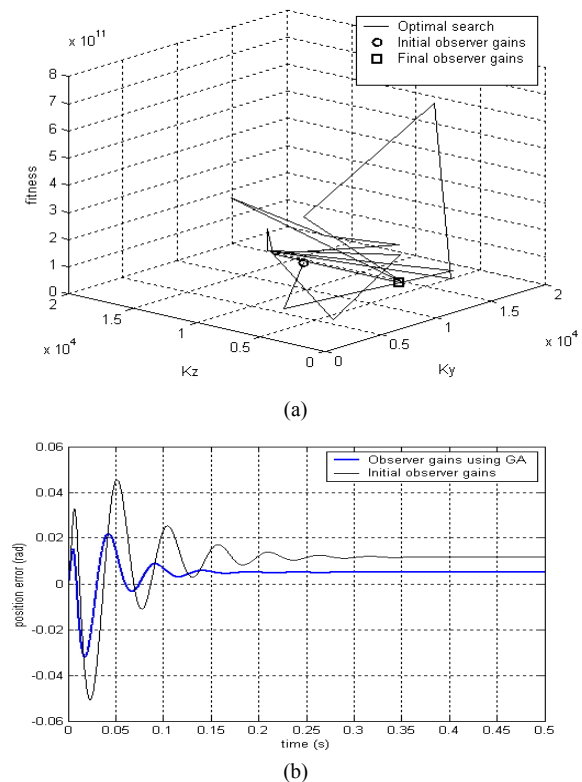 x 10^11
Optimal search
Initial observer gains
Final observer gains
8
7
6
5
4
3
2
1
0
fitness
2
1.5
1
0.5
0
x 10^4
Kz
0
0.5
1
1.5
2
x 10^4
Ky
(a)
0.06
0.04
0.02
0
-0.02
-0.04
-0.06
position error (rad)
Observer gains using GA
Initial observer gains
0 0.05 0.1 0.15 0.2 0.25 0.3 0.35 0.4 0.45 0.5
time (s)
(b)